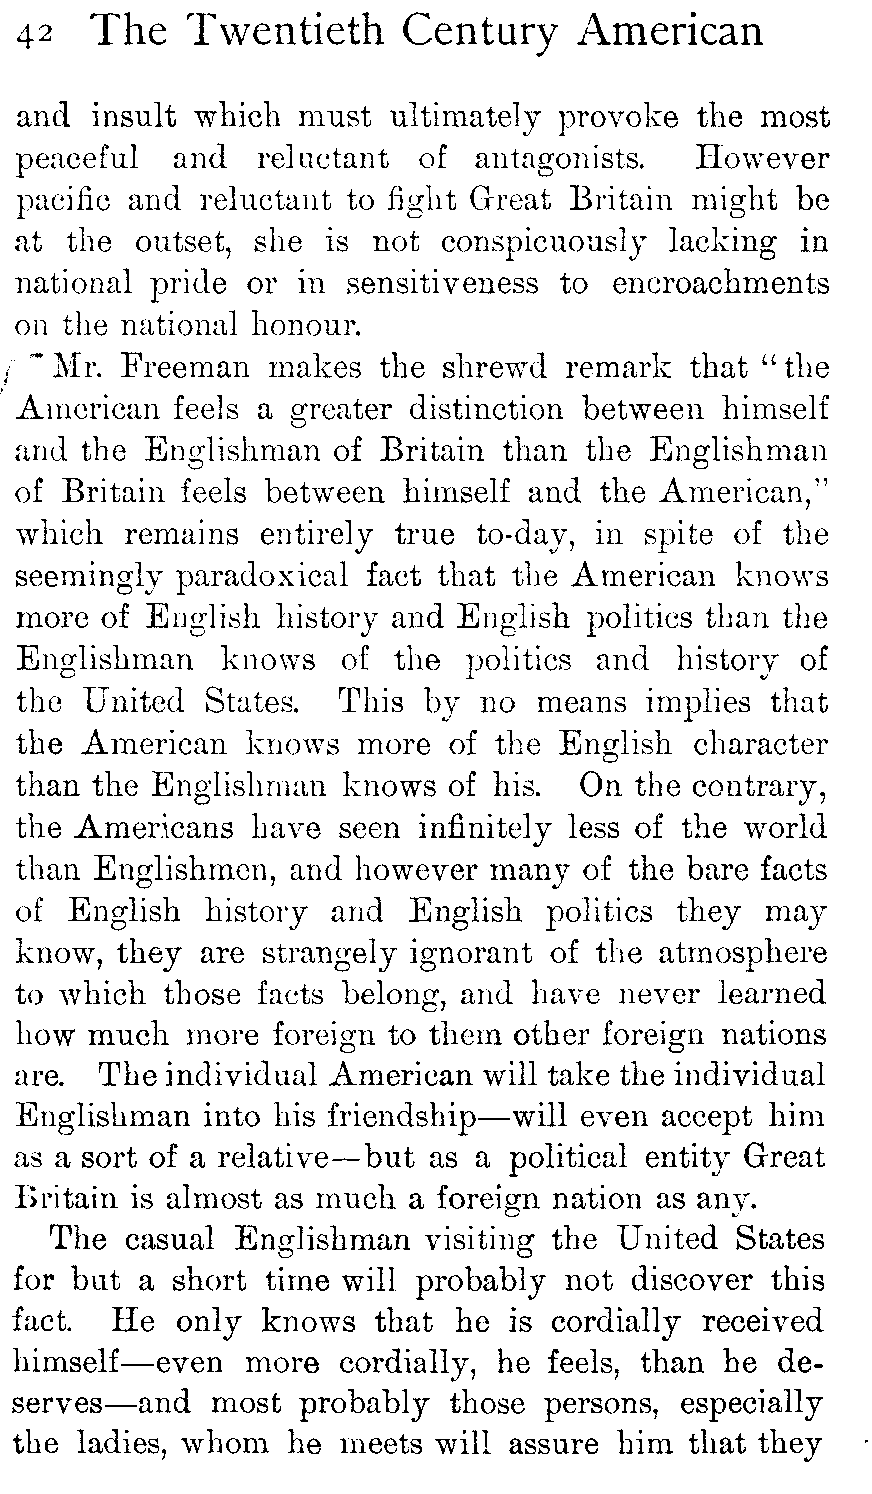 42 The Twentieth Century American
and insult which must ultimately provoke the most
peaceful and reluctant of antagonists. However
pacific and reluctant to fight Great Britain might be
at the outset, she is not conspicuously lacking in
national pride or in sensitiveness to encroachments
on the national honour.
Mr. Freeman makes the shrewd remark that "the
American feels a greater distinction between himself
and the Englishman of Britain than the Englishman
of Britain feels between himself and the American,"
which remains entirely true to-day, in spite of the
seemingly paradoxical fact that the American knows
more of English history and English politics than the
Englishman knows of the politics and history of
the United States. This by no means implies that
the American knows more of the English character
than the Englishman knows of his. On the contrary,
the Americans have seen infinitely less of the world
than Englishmen, and however many of the bare facts
of English history and English politics they may
know, they are strangely ignorant of the atmosphere
to which those facts belong, and have never learned
how much more foreign to them other foreign nations
are. The individual American will take the individual
Englishman into his friendship—will even accept him
as a sort of a relative—but as a political entity Great
Britain is almost as much a foreign nation as any.
The casual Englishman visiting the United States
for but a short time will probably not discover this
fact. He only knows that he is cordially received
himself—even more cordially, he feels, than he de-
serves—and most probably those persons, especially
the ladies, whom he meets will assure him that they